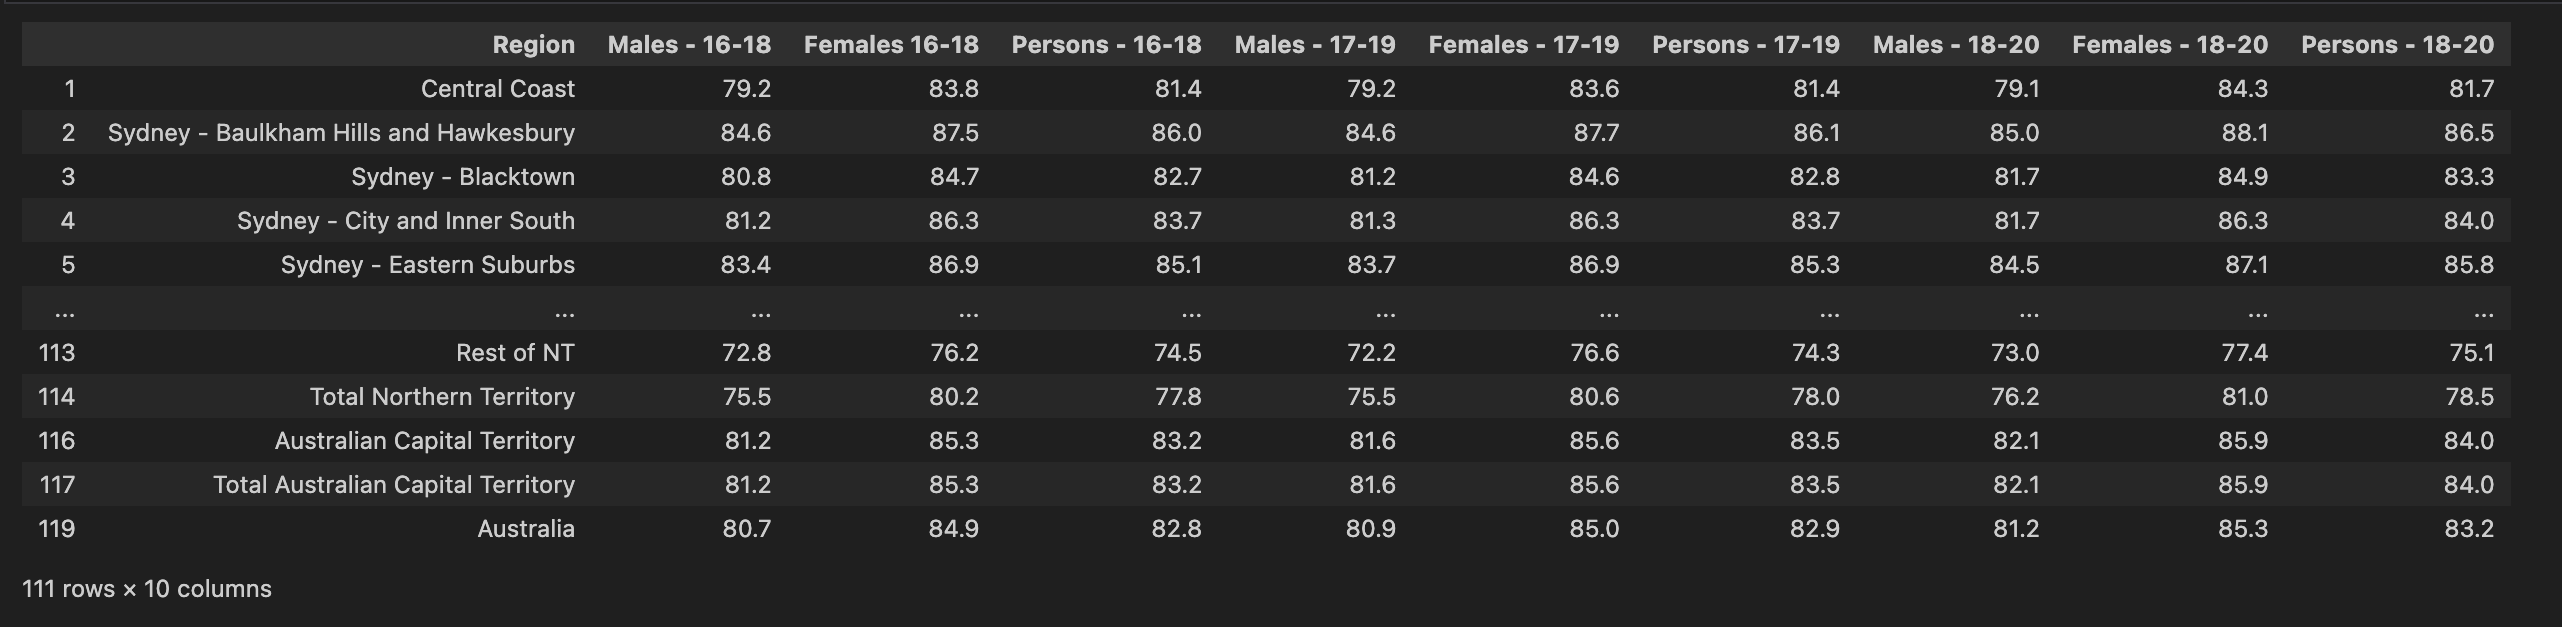 Region Males - 16-18 Females 16-18 Persons - 16-18 Males - 17-19 Females - 17-19 Persons - 17-19 Males - 18-20 Females - 18-20 Persons - 18-20
1 Central Coast 79.2 83.8 81.4 79.2 83.6 81.4 79.1 84.3 81.7
2 Sydney - Baulkham Hills and Hawkesbury 84.6 87.5 86.0 84.6 87.7 86.1 85.0 88.1 86.5
3 Sydney - Blacktown 80.8 84.7 82.7 81.2 84.6 82.8 81.7 84.9 83.3
4 Sydney - City and Inner South 81.2 86.3 83.7 81.3 86.3 83.7 81.7 86.3 84.0
5 Sydney - Eastern Suburbs 83.4 86.9 85.1 83.7 86.9 85.3 84.5 87.1 85.8
... ... ... ... ... ... ... ... ... ... ...
113 Rest of NT 72.8 76.2 74.5 72.2 76.6 74.3 73.0 77.4 75.1
114 Total Northern Territory 75.5 80.2 77.8 75.5 80.6 78.0 76.2 81.0 78.5
116 Australian Capital Territory 81.2 85.3 83.2 81.6 85.6 83.5 82.1 85.9 84.0
117 Total Australian Capital Territory 81.2 85.3 83.2 81.6 85.6 83.5 82.1 85.9 84.0
119 Australia 80.7 84.9 82.8 80.9 85.0 82.9 81.2 85.3 83.2
111 rows × 10 columns